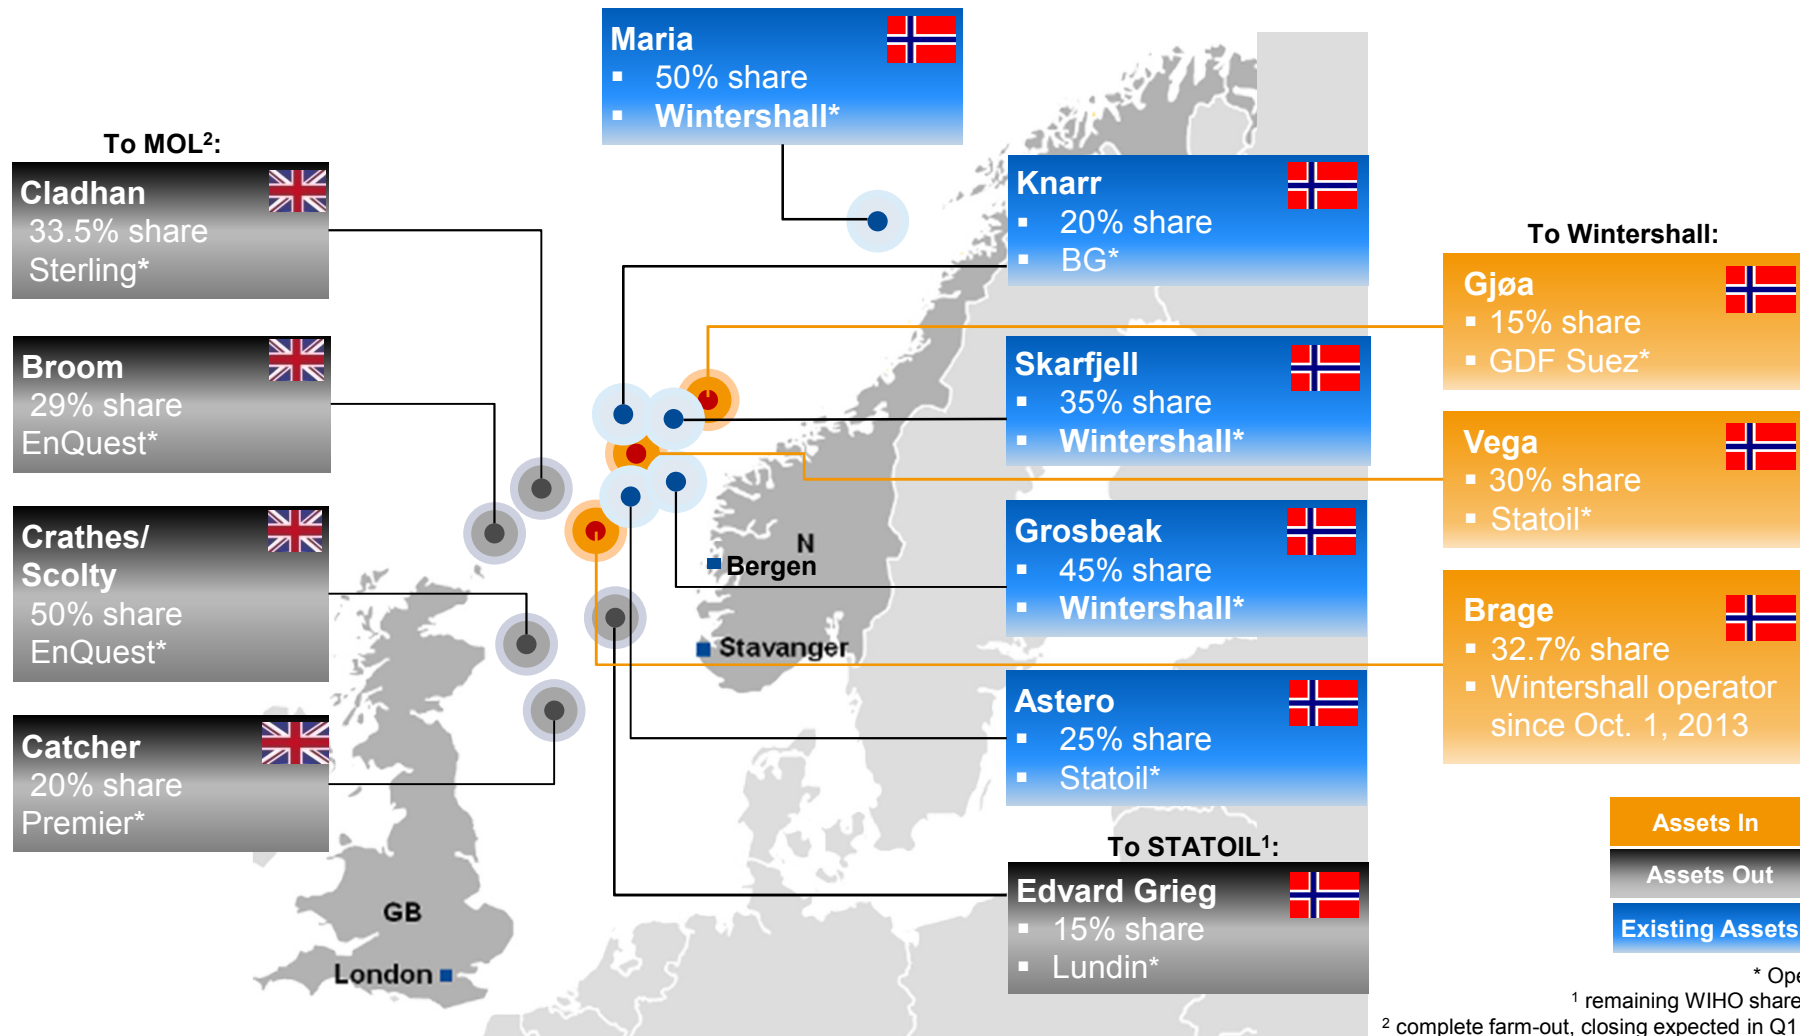 Maria
▪ 50% share
▪ Wintershall*
To MOL²:
Cladhan
33.5% share
Sterling*
Broom
29% share
EnQuest*
Crathes/
Scolty
50% share
EnQuest*
Catcher
20% share
Premier*
Knarr
▪ 20% share
▪ BG*
Skarfjell
▪ 35% share
▪ Wintershall*
Grosbeak
▪ 45% share
▪ Wintershall*
Astero
▪ 25% share
▪ Statoil*
To STATOIL¹:
Edvard Grieg
▪ 15% share
▪ Lundin*
To Wintershall:
Gjøa
▪ 15% share
▪ GDF Suez*
Vega
▪ 30% share
▪ Statoil*
Brage
▪ 32.7% share
▪ Wintershall operator
since Oct. 1, 2013
N
Bergen
Stavanger
GB
London
Assets In
Assets Out
Existing Assets
* Ope
¹ remaining WIHO share
² complete farm-out, closing expected in Q1